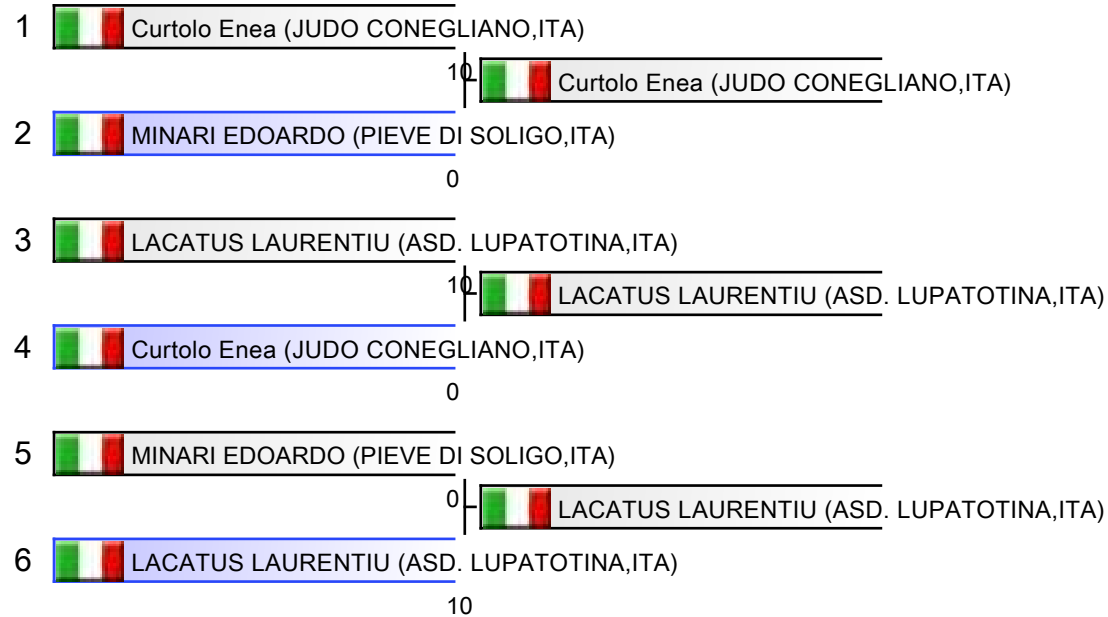 1 Curtolo Enea (JUDO CONEGLIANO,ITA)
10 Curtolo Enea (JUDO CONEGLIANO,ITA)
2 MINARI EDOARDO (PIEVE DI SOLIGO,ITA)
0
3 LACATUS LAURENTIU (ASD. LUPATOTINA,ITA)
10 LACATUS LAURENTIU (ASD. LUPATOTINA,ITA)
4 Curtolo Enea (JUDO CONEGLIANO,ITA)
0
5 MINARI EDOARDO (PIEVE DI SOLIGO,ITA)
0 LACATUS LAURENTIU (ASD. LUPATOTINA,ITA)
6 LACATUS LAURENTIU (ASD. LUPATOTINA,ITA)
10